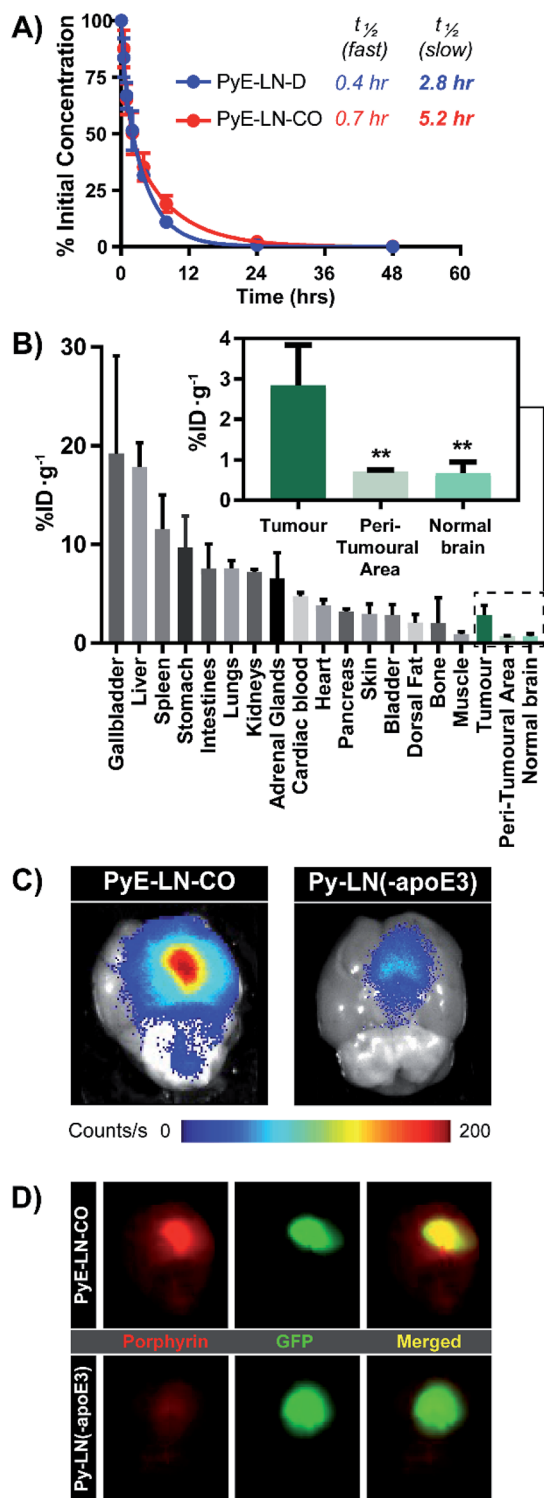 A)
t½ (fast)
t½ (slow)
PyE-LN-D 0.4 hr 2.8 hr
PyE-LN-CO 0.7 hr 5.2 hr
% Initial Concentration
100
75
50
25
0
0 12 24 36 48 60
Time (hrs)
B)
%ID·g⁻¹
30
20
10
0
%ID·g⁻¹
4
3
2
1
0
** **
Tumour
Peri-
Tumoural
Area
Normal
brain
Gallbladder
Liver
Spleen
Stomach
Intestines
Lungs
Kidneys
Adrenal Glands
Cardiac blood
Heart
Pancreas
Skin
Bladder
Dorsal Fat
Bone
Muscle
Tumour
Peri-Tumoural Area
Normal brain
C)
PyE-LN-CO
Py-LN(-apoE3)
Counts/s 0 200
D)
PyE-LN-CO
Porphyrin GFP Merged
Py-LN(-apoE3)